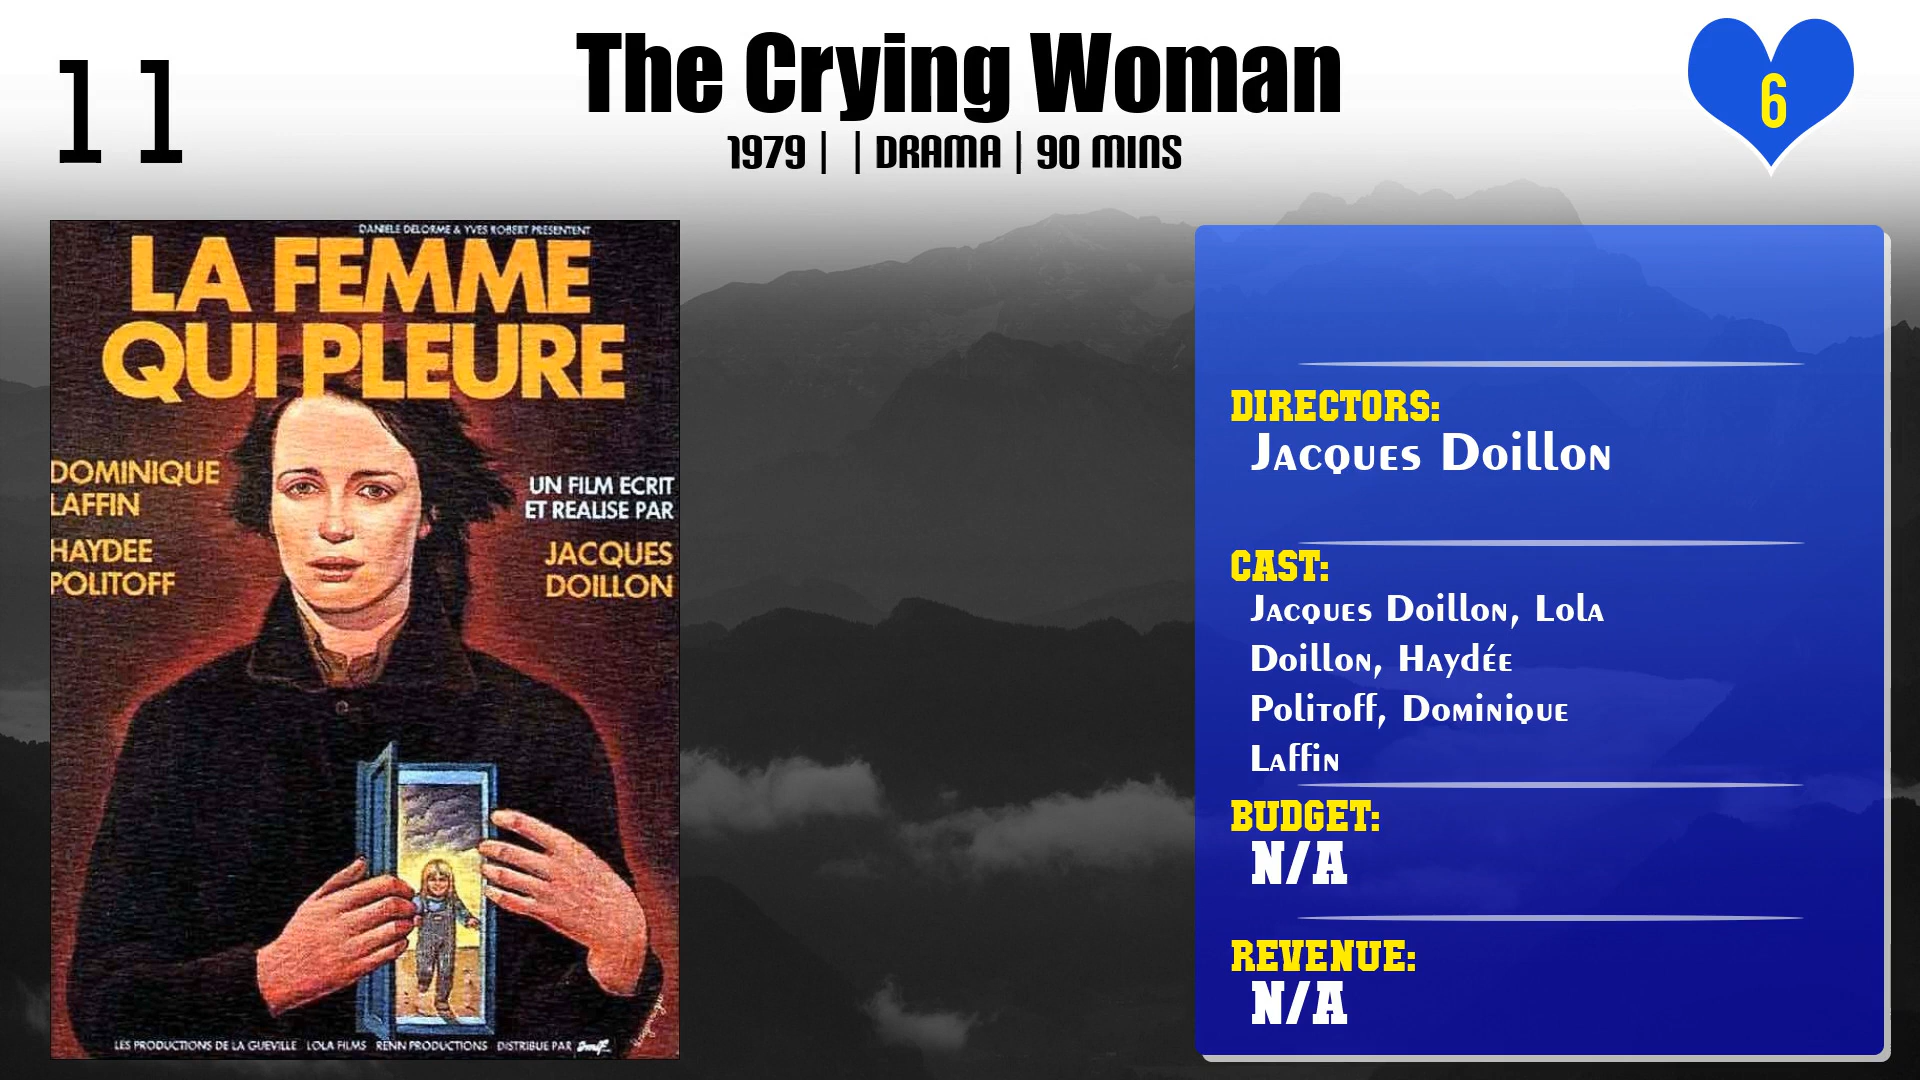 11
The Crying Woman
1979 | | DRAMA | 90 MINS
6
DANIELE DELORME & YVES ROBERT PRESENTENT
LA FEMME
QUI PLEURE
DOMINIQUE
LAFFIN
HAYDEE
POLITOFF
UN FILM ECRIT
ET REALISE PAR
JACQUES
DOILLON
LES PRODUCTIONS DE LA GUEVILLE LOLA FILMS RENN PRODUCTIONS DISTRIBUE PAR
DIRECTORS:
Jacques Doillon
CAST:
Jacques Doillon, Lola
Doillon, Haydée
Politoff, Dominique
Laffin
BUDGET:
N/A
REVENUE:
N/A